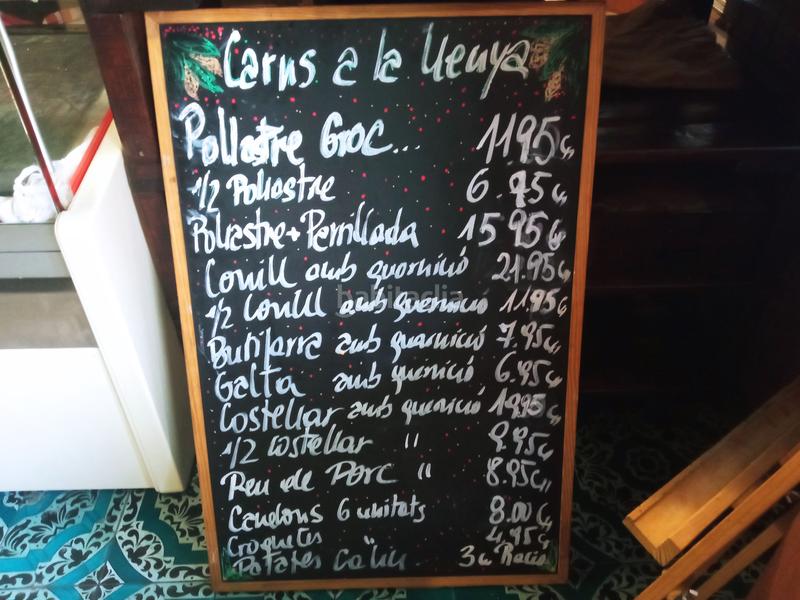 Carns a la llenya
Pollastre Groc... 11'95€
1/2 Pollastre 6.95€
Pollastre + Parrillada 15'95€
Conill amb guarnició 21.95€
1/2 Conill amb guarnició 11.95€
Butifarra amb guarnició 7.95€
Galta amb guarnició 6.95€
Costellar amb guarnició 19,95€
1/2 Costellar " 9.95€
Peu de Porc " 8.95€
Canelons 6 unitats 8.00€
Croquetes 4.95€
Patates 3€ Ració
habitaclia